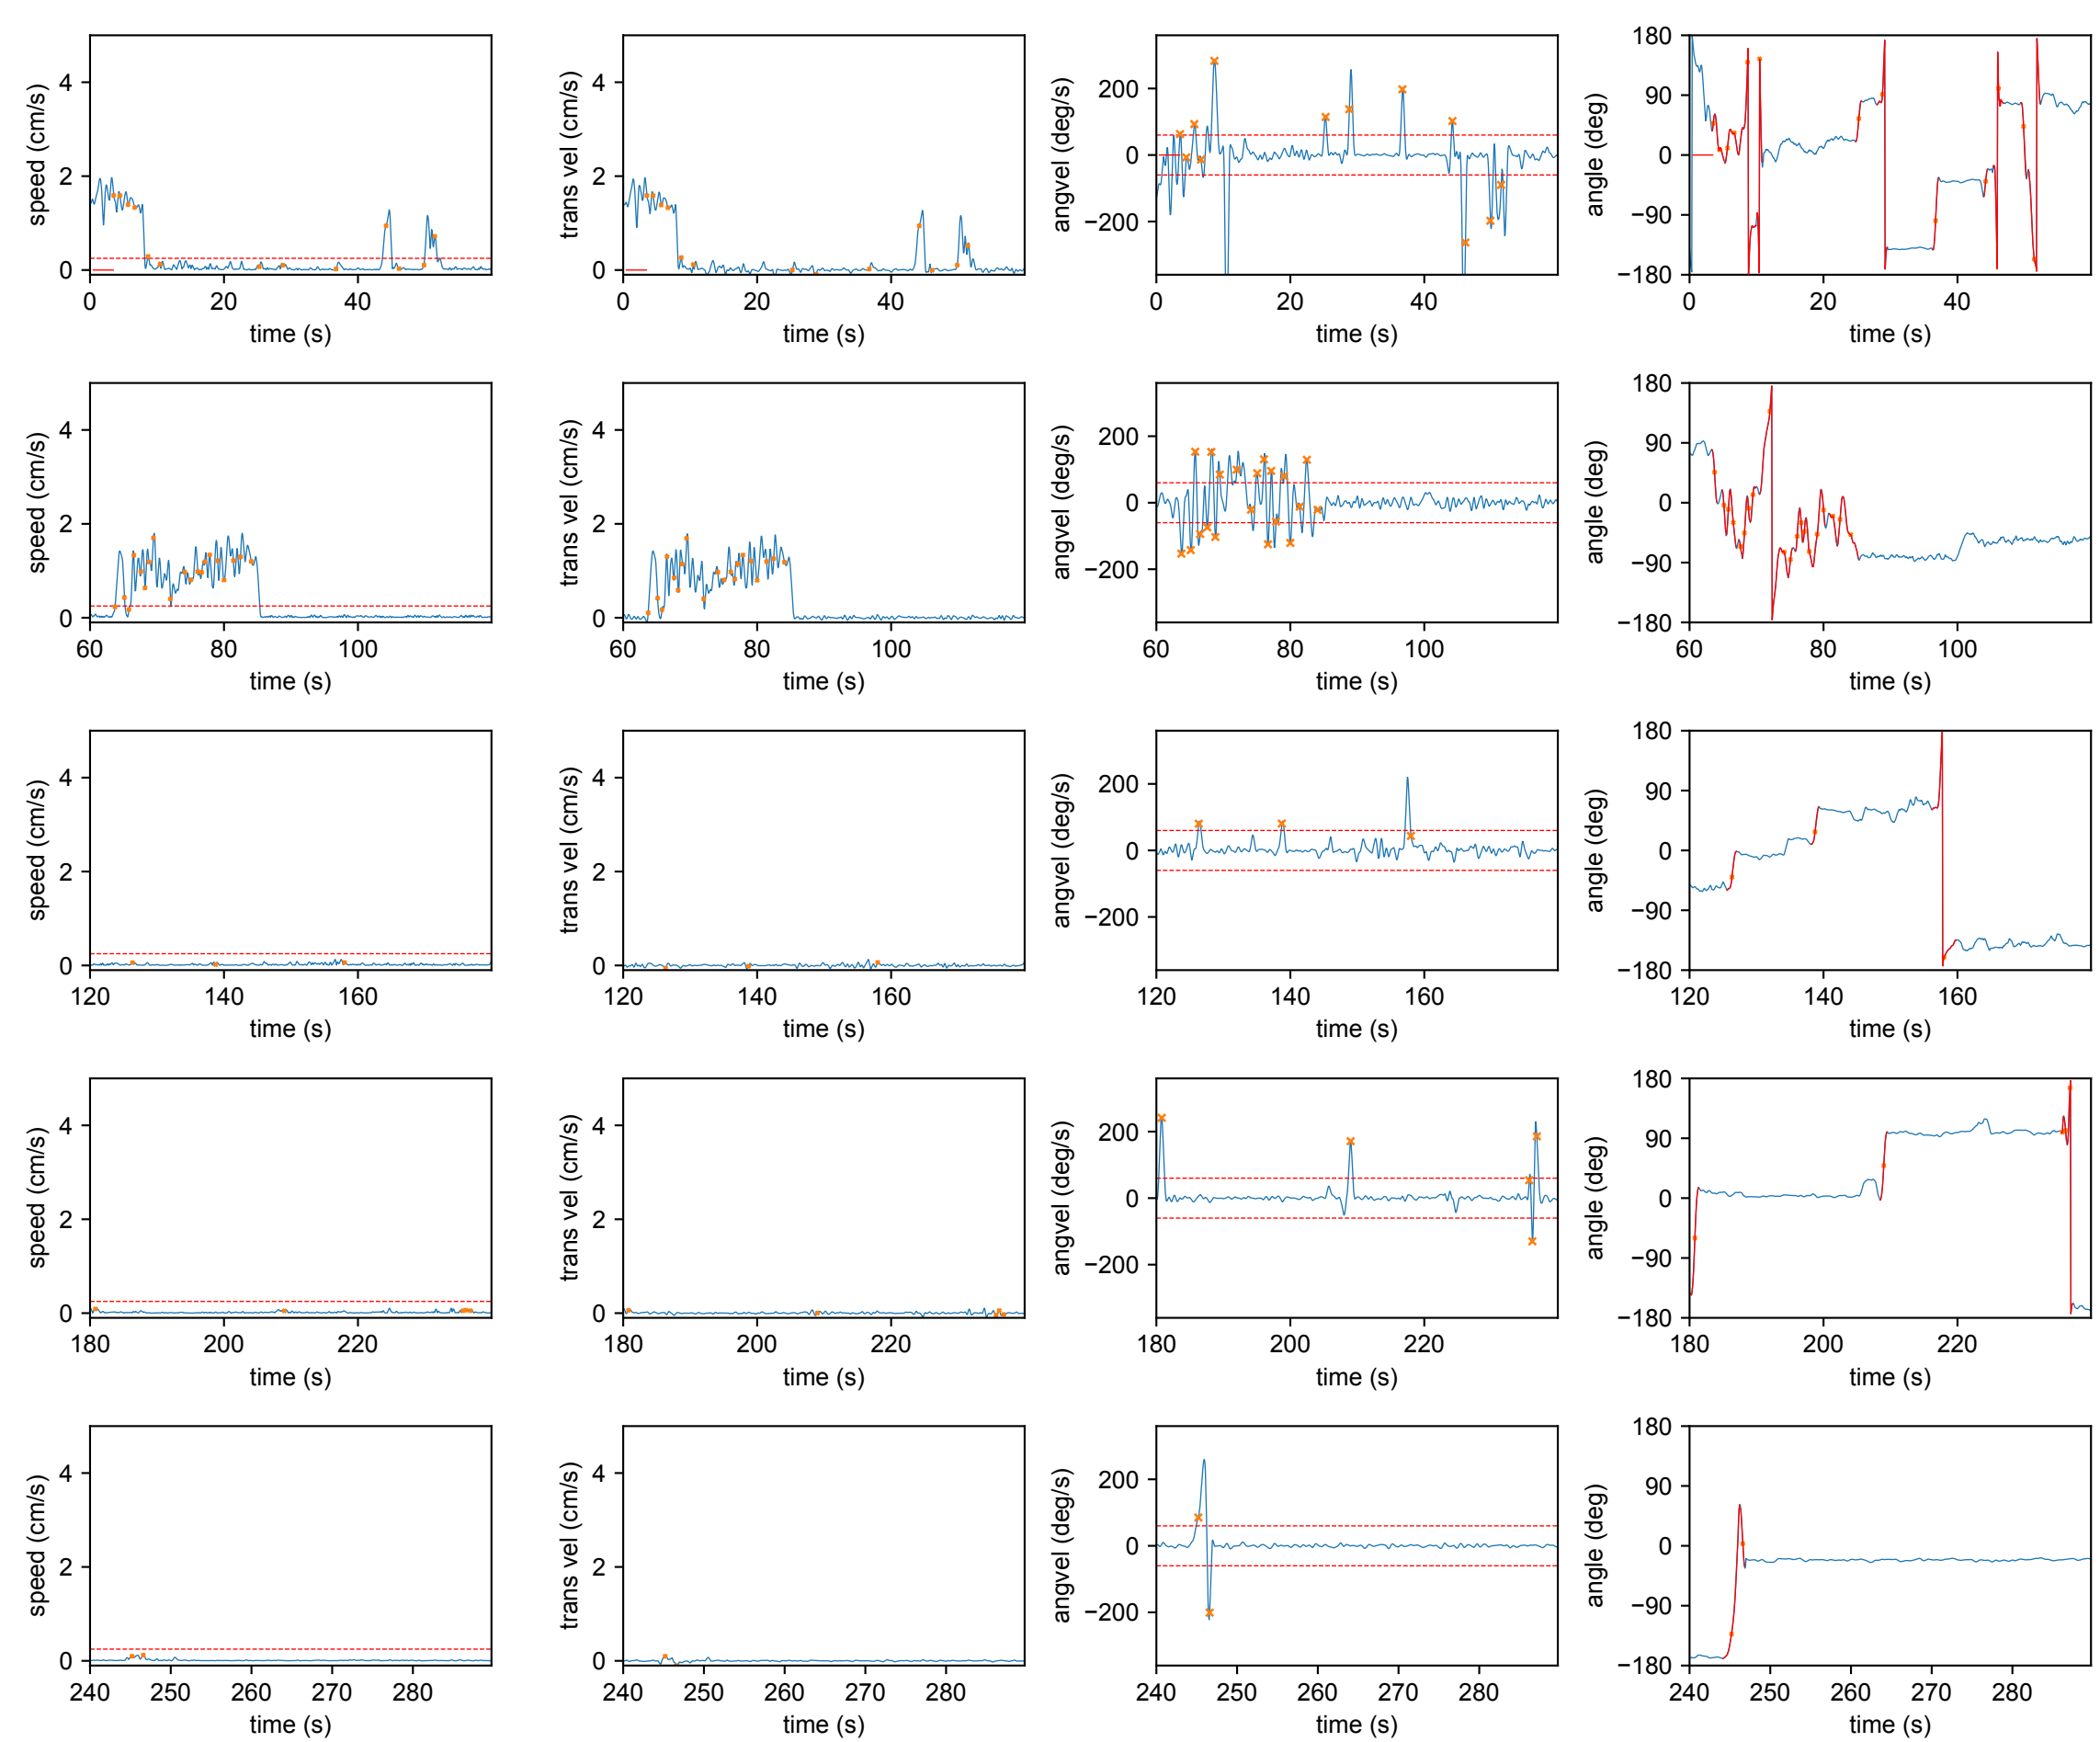 speed (cm/s) 4 2 0 0 20 40 time (s)
trans vel (cm/s) 4 2 0 0 20 40 time (s)
angvel (deg/s) 200 0 −200 0 20 40 time (s)
angle (deg) 180 90 0 −90 −180 0 20 40 time (s)
speed (cm/s) 4 2 0 60 80 100 time (s)
trans vel (cm/s) 4 2 0 60 80 100 time (s)
angvel (deg/s) 200 0 −200 60 80 100 time (s)
angle (deg) 180 90 0 −90 −180 60 80 100 time (s)
speed (cm/s) 4 2 0 120 140 160 time (s)
trans vel (cm/s) 4 2 0 120 140 160 time (s)
angvel (deg/s) 200 0 −200 120 140 160 time (s)
angle (deg) 180 90 0 −90 −180 120 140 160 time (s)
speed (cm/s) 4 2 0 180 200 220 time (s)
trans vel (cm/s) 4 2 0 180 200 220 time (s)
angvel (deg/s) 200 0 −200 180 200 220 time (s)
angle (deg) 180 90 0 −90 −180 180 200 220 time (s)
speed (cm/s) 4 2 0 240 250 260 270 280 time (s)
trans vel (cm/s) 4 2 0 240 250 260 270 280 time (s)
angvel (deg/s) 200 0 −200 240 250 260 270 280 time (s)
angle (deg) 180 90 0 −90 −180 240 250 260 270 280 time (s)